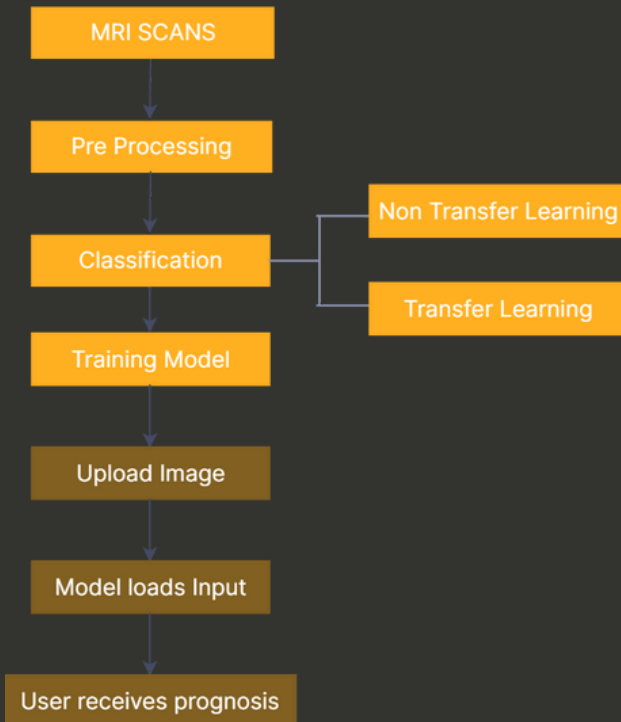 MRI SCANS
Pre Processing
Non Transfer Learning
Classification
Transfer Learning
Training Model
Upload Image
Model loads Input
User receives prognosis